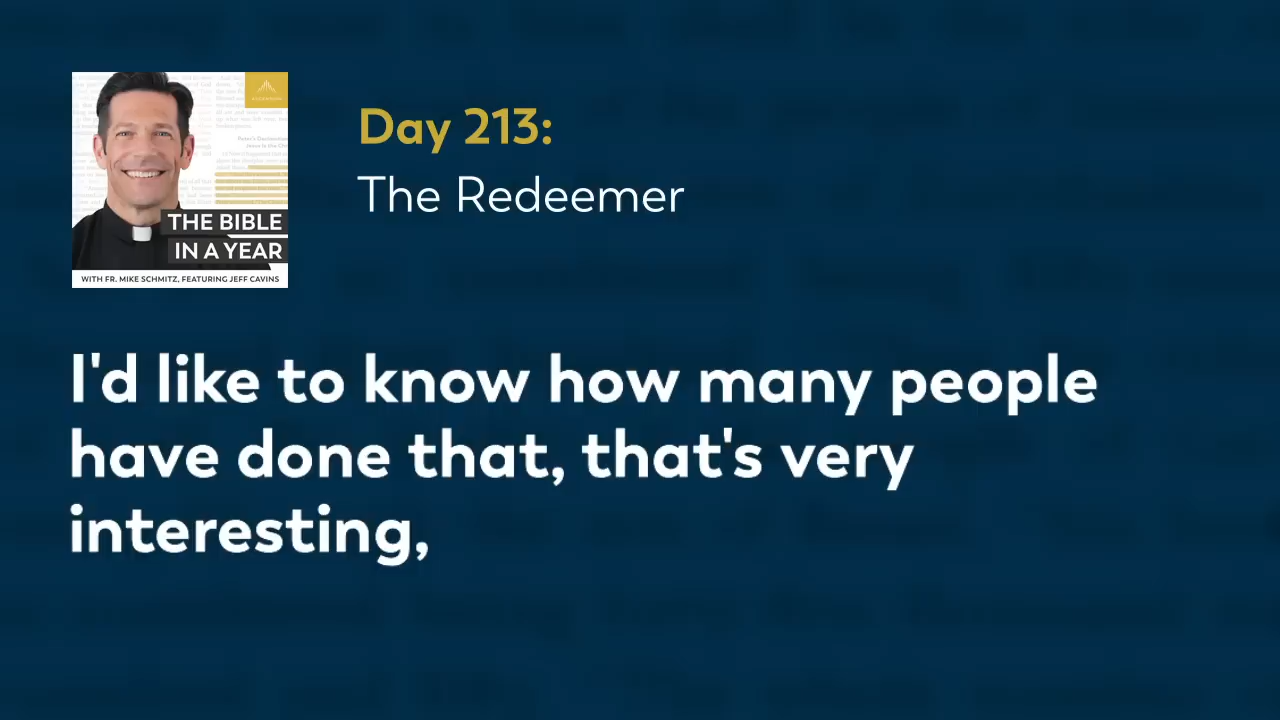 Day 213:
The Redeemer
THE BIBLE
IN A YEAR
WITH FR. MIKE SCHMITZ, FEATURING JEFF CAVINS
I'd like to know how many people
have done that, that's very
interesting,